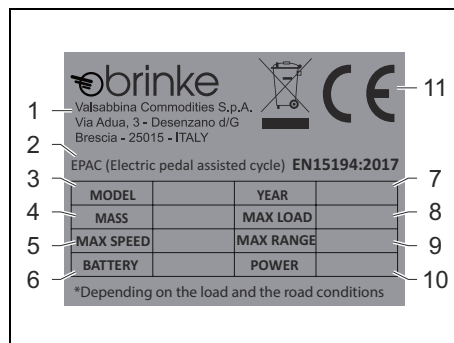 brinke
Valsabbina Commodities S.p.A.
Via Adua, 3 - Desenzano d/G
Brescia - 25015 - ITALY
CE
EPAC (Electric pedal assisted cycle) EN15194:2017
MODEL YEAR
MASS MAX LOAD
MAX SPEED MAX RANGE
BATTERY POWER
*Depending on the load and the road conditions
1
2
3
4
5
6
7
8
9
10
11